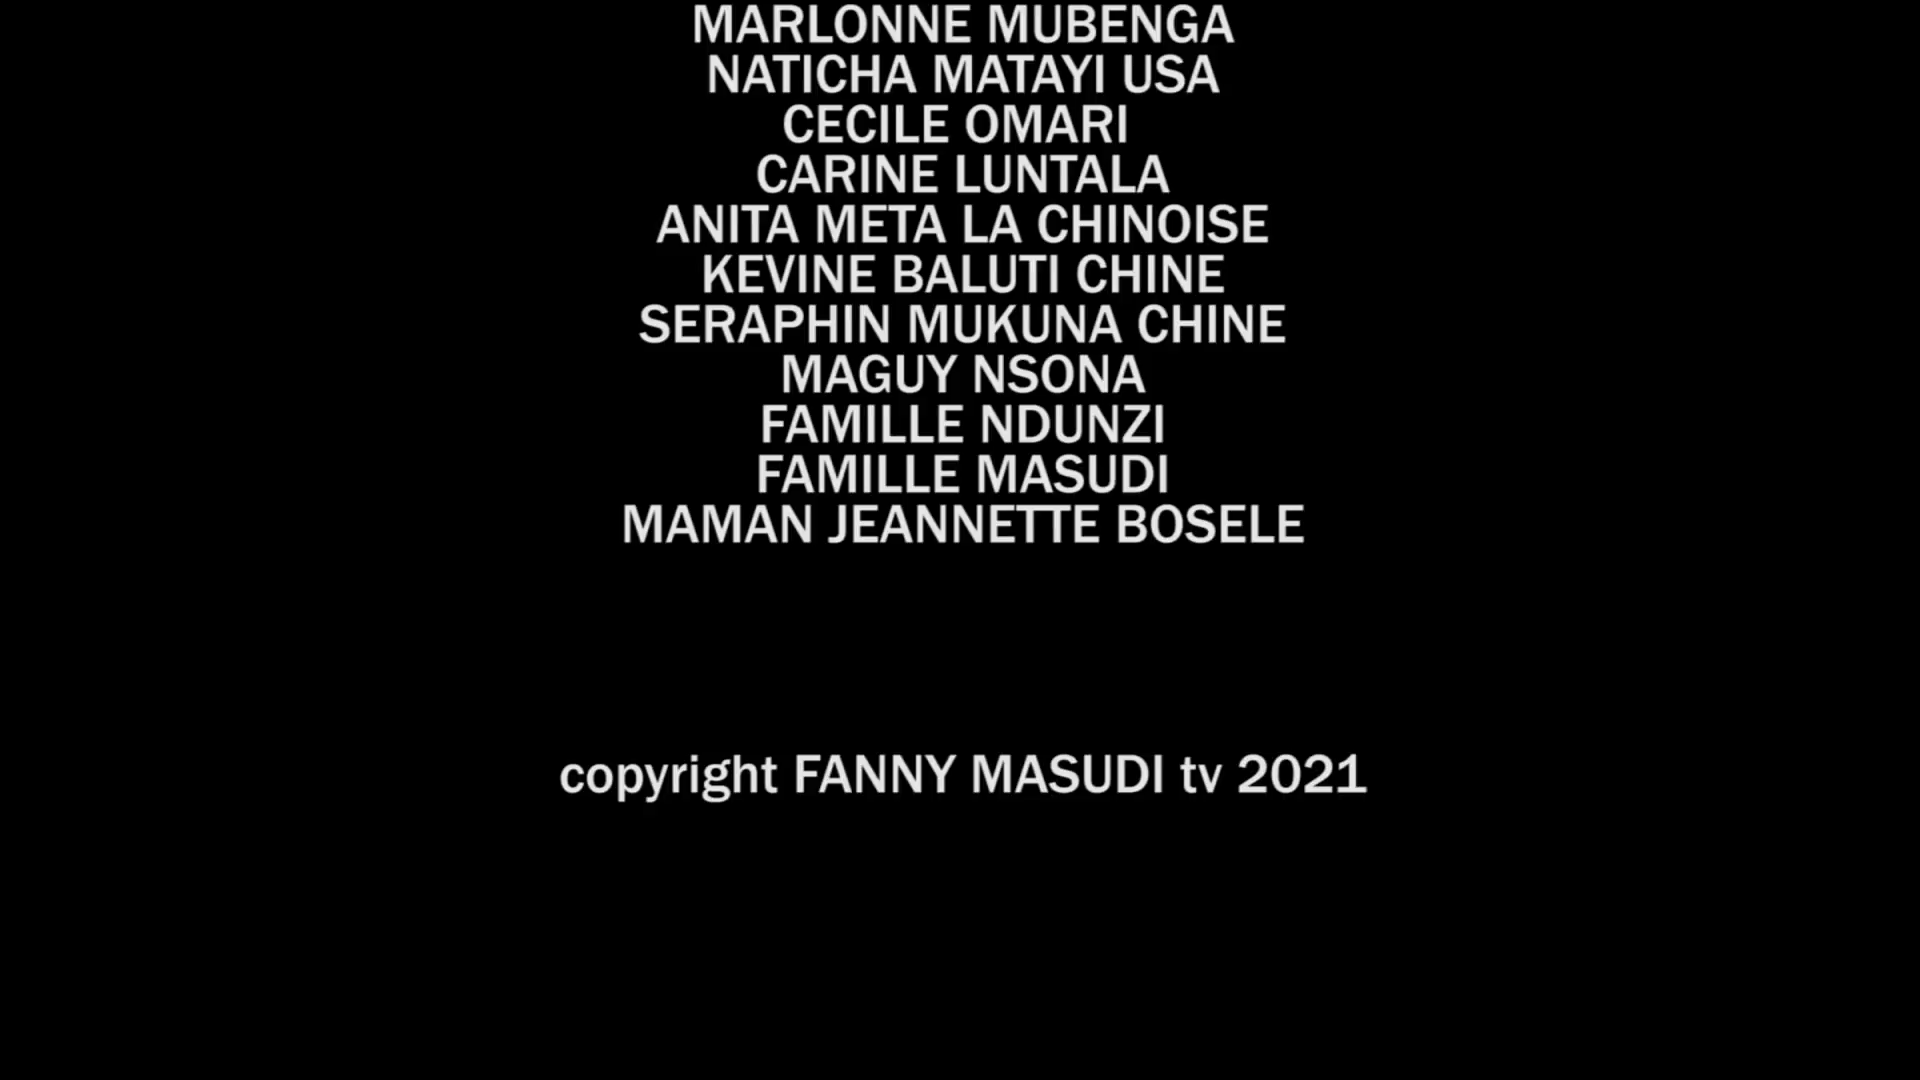 MARLONNE MUBENGA
NATICHA MATAYI USA
CECILE OMARI
CARINE LUNTALA
ANITA META LA CHINOISE
KEVINE BALUTI CHINE
SERAPHIN MUKUNA CHINE
MAGUY NSONA
FAMILLE NDUNZI
FAMILLE MASUDI
MAMAN JEANNETTE BOSELE
copyright FANNY MASUDI tv 2021